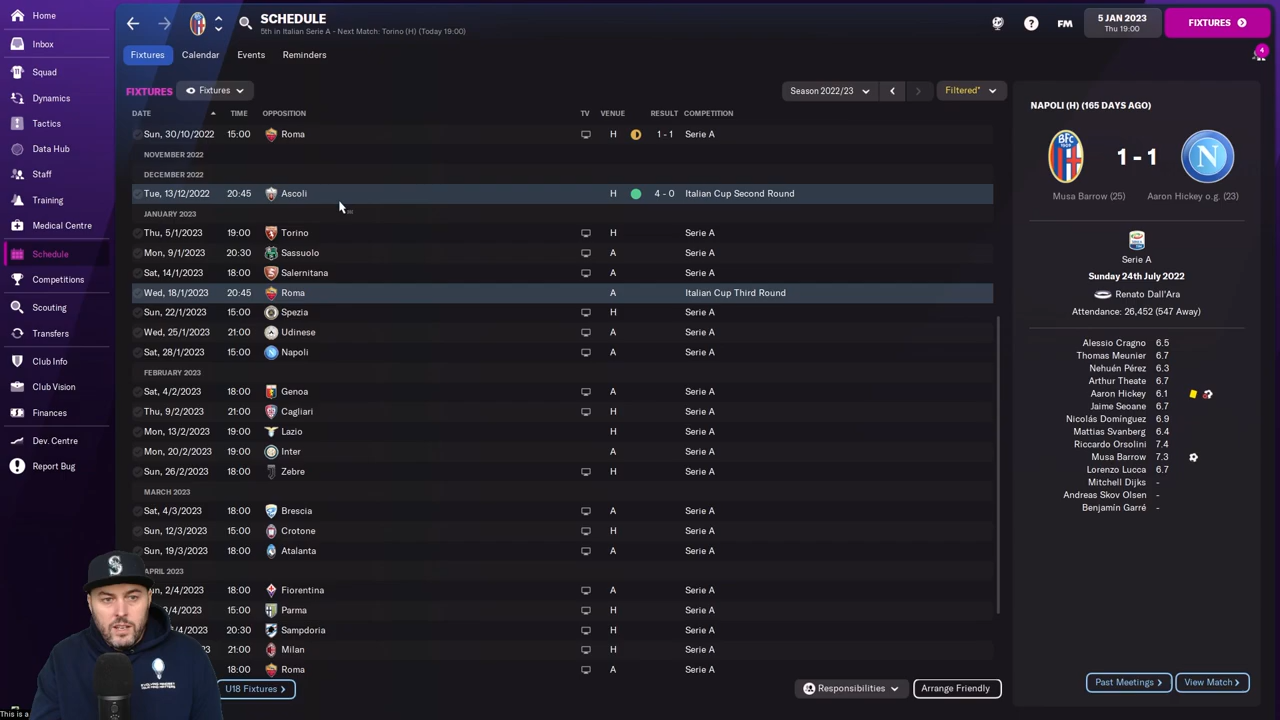 Home
Inbox
Squad
Dynamics
Tactics
Data Hub
Staff
Training
Medical Centre
Schedule
Competitions
Scouting
Transfers
Club Info
Club Vision
Finances
Dev. Centre
Report Bug
This is a
SCHEDULE
5th in Italian Serie A - Next Match: Torino (H) (Today 19:00)
FM
5 JAN 2023
Thu 19:00
FIXTURES
4
Fixtures Calendar Events Reminders
FIXTURES Fixtures Season 2022/23 Filtered*
DATE TIME OPPOSITION TV VENUE RESULT COMPETITION
Sun, 30/10/2022 15:00 Roma H 1 - 1 Serie A
NOVEMBER 2022
DECEMBER 2022
Tue, 13/12/2022 20:45 Ascoli H 4 - 0 Italian Cup Second Round
JANUARY 2023
Thu, 5/1/2023 19:00 Torino H Serie A
Mon, 9/1/2023 20:30 Sassuolo A Serie A
Sat, 14/1/2023 18:00 Salernitana A Serie A
Wed, 18/1/2023 20:45 Roma A Italian Cup Third Round
Sun, 22/1/2023 15:00 Spezia H Serie A
Wed, 25/1/2023 21:00 Udinese A Serie A
Sat, 28/1/2023 15:00 Napoli A Serie A
FEBRUARY 2023
Sat, 4/2/2023 18:00 Genoa A Serie A
Thu, 9/2/2023 21:00 Cagliari H Serie A
Mon, 13/2/2023 19:00 Lazio H Serie A
Mon, 20/2/2023 19:00 Inter A Serie A
Sun, 26/2/2023 18:00 Zebre H Serie A
MARCH 2023
Sat, 4/3/2023 18:00 Brescia A Serie A
Sun, 12/3/2023 15:00 Crotone H Serie A
Sun, 19/3/2023 18:00 Atalanta A Serie A
APRIL 2023
2/4/2023 18:00 Fiorentina A Serie A
/4/2023 15:00 Parma H Serie A
/4/2023 20:30 Sampdoria H Serie A
/2023 21:00 Milan H Serie A
18:00 Roma A Serie A
U18 Fixtures Responsibilities Arrange Friendly
NAPOLI (H) (165 DAYS AGO)
BFC
1909
1 - 1
N
Musa Barrow (25) Aaron Hickey o.g. (23)
Serie A
Sunday 24th July 2022
Renato Dall'Ara
Attendance: 26,452 (547 Away)
Alessio Cragno 6.5
Thomas Meunier 6.7
Nehuén Pérez 6.3
Arthur Theate 6.7
Aaron Hickey 6.1
Jaime Seoane 6.7
Nicolás Domínguez 6.9
Mattias Svanberg 6.4
Riccardo Orsolini 7.4
Musa Barrow 7.3
Lorenzo Lucca 6.7
Mitchell Dijks -
Andreas Skov Olsen -
Benjamín Garré -
Past Meetings View Match